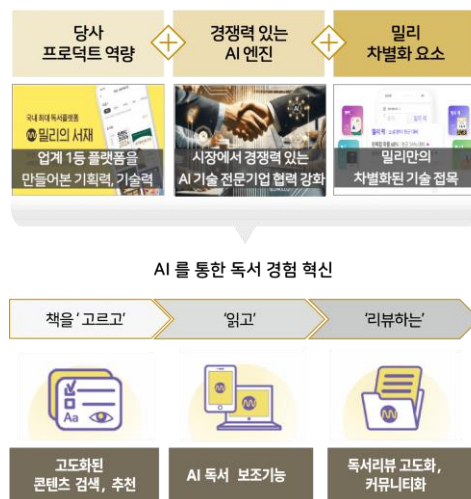 당사
프로덕트 역량
경쟁력 있는
AI 엔진
밀리
차별화 요소
국내 최대 독서플랫폼
밀리의 서재
업계 1등 플랫폼을
만들어본 기획력, 기술력
시장에서 경쟁력 있는
AI 기술 전문기업 협력 강화
밀리만의
차별화된 기술 접목
AI 를 통한 독서 경험 혁신
책을 ‘고르고’
‘읽고’
‘리뷰하는’
Aa
고도화된
콘텐츠 검색, 추천
AI 독서 보조기능
독서리뷰 고도화,
커뮤니티화